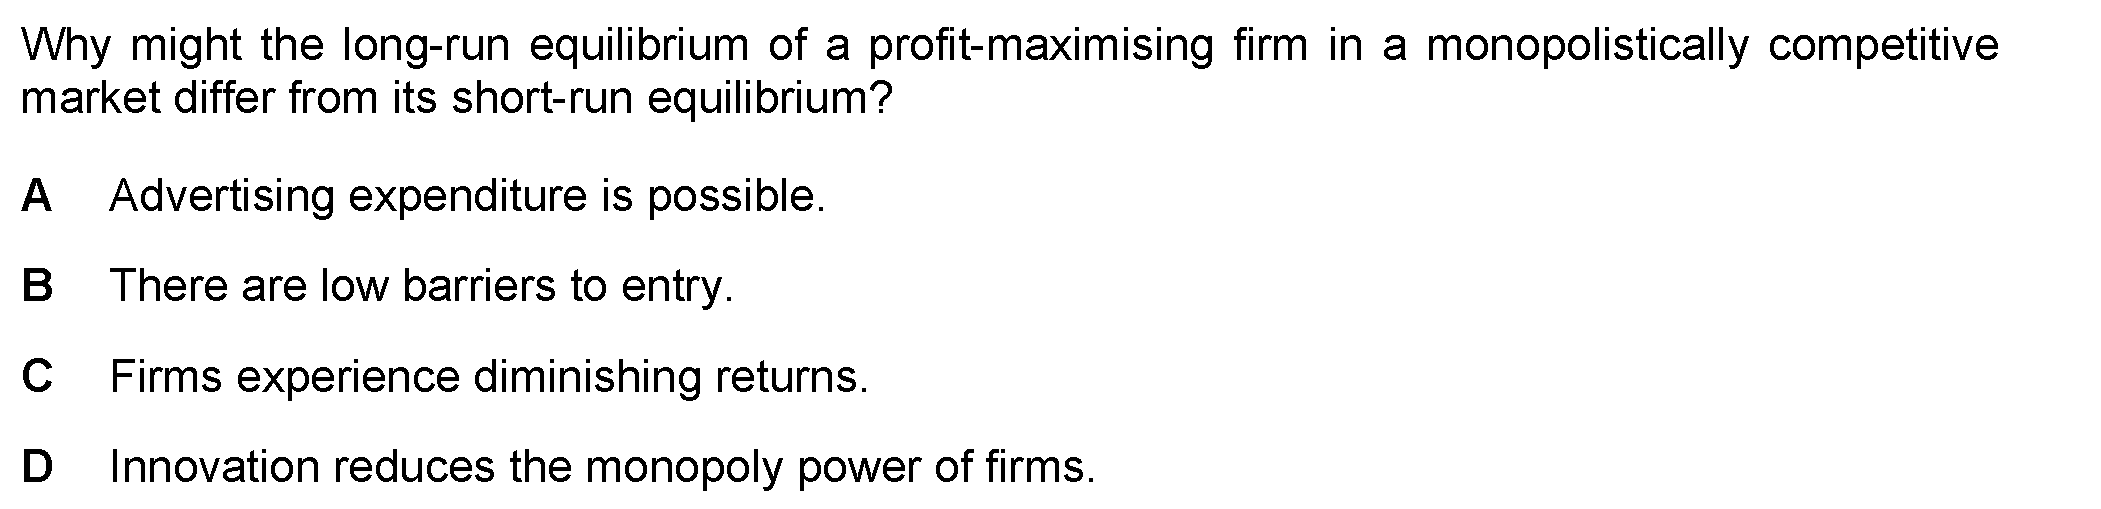 Why might the long-run equilibrium of a profit-maximising firm in a monopolistically competitive
market differ from its short-run equilibrium?
A Advertising expenditure is possible.
B There are low barriers to entry.
C Firms experience diminishing returns.
D Innovation reduces the monopoly power of firms.